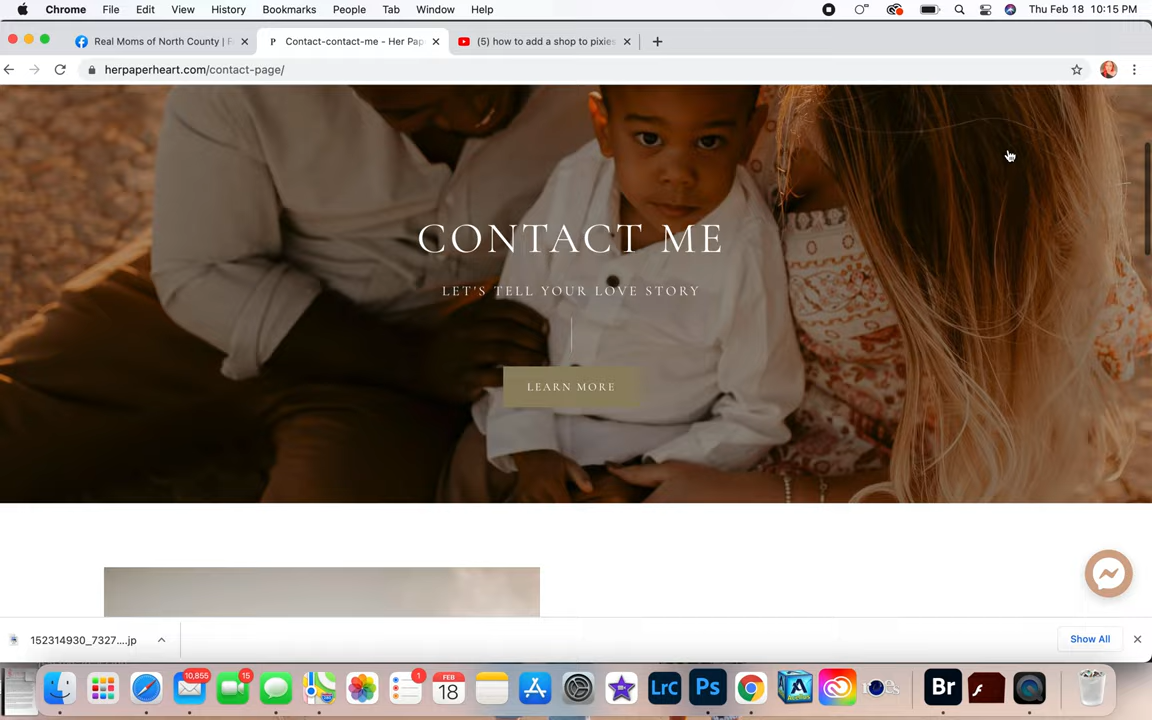 Chrome File Edit View History Bookmarks People Tab Window Help Thu Feb 18 10:15 PM
Real Moms of North County | F Contact-contact-me - Her Pap (5) how to add a shop to pixies
herpaperheart.com/contact-page/
CONTACT ME
LET'S TELL YOUR LOVE STORY
LEARN MORE
152314930_7327....jp Show All
10,855 15 1 FEB
18 LrC Ps Br